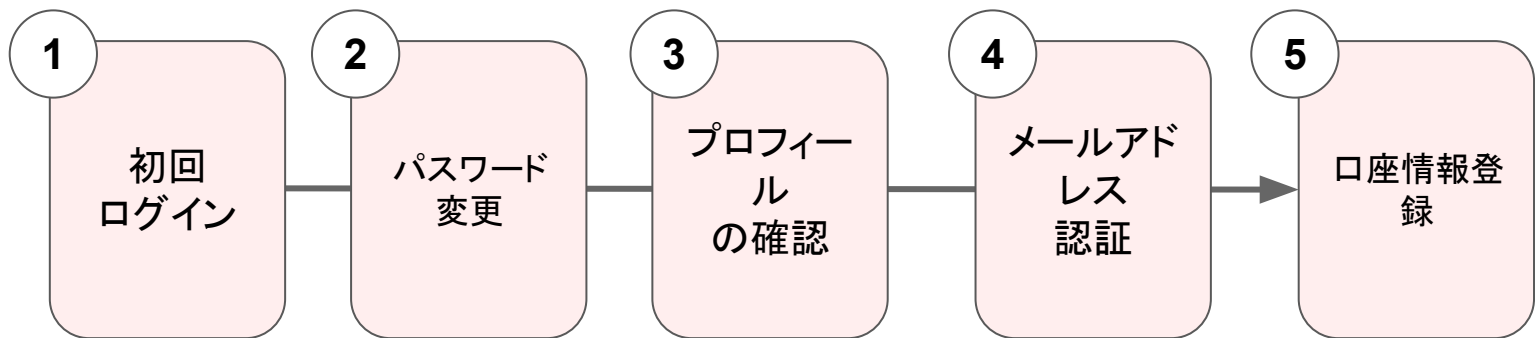 1
初回
ログイン
2
パスワード
変更
3
プロフィー
ル
の確認
4
メールアド
レス
認証
5
口座情報登
録